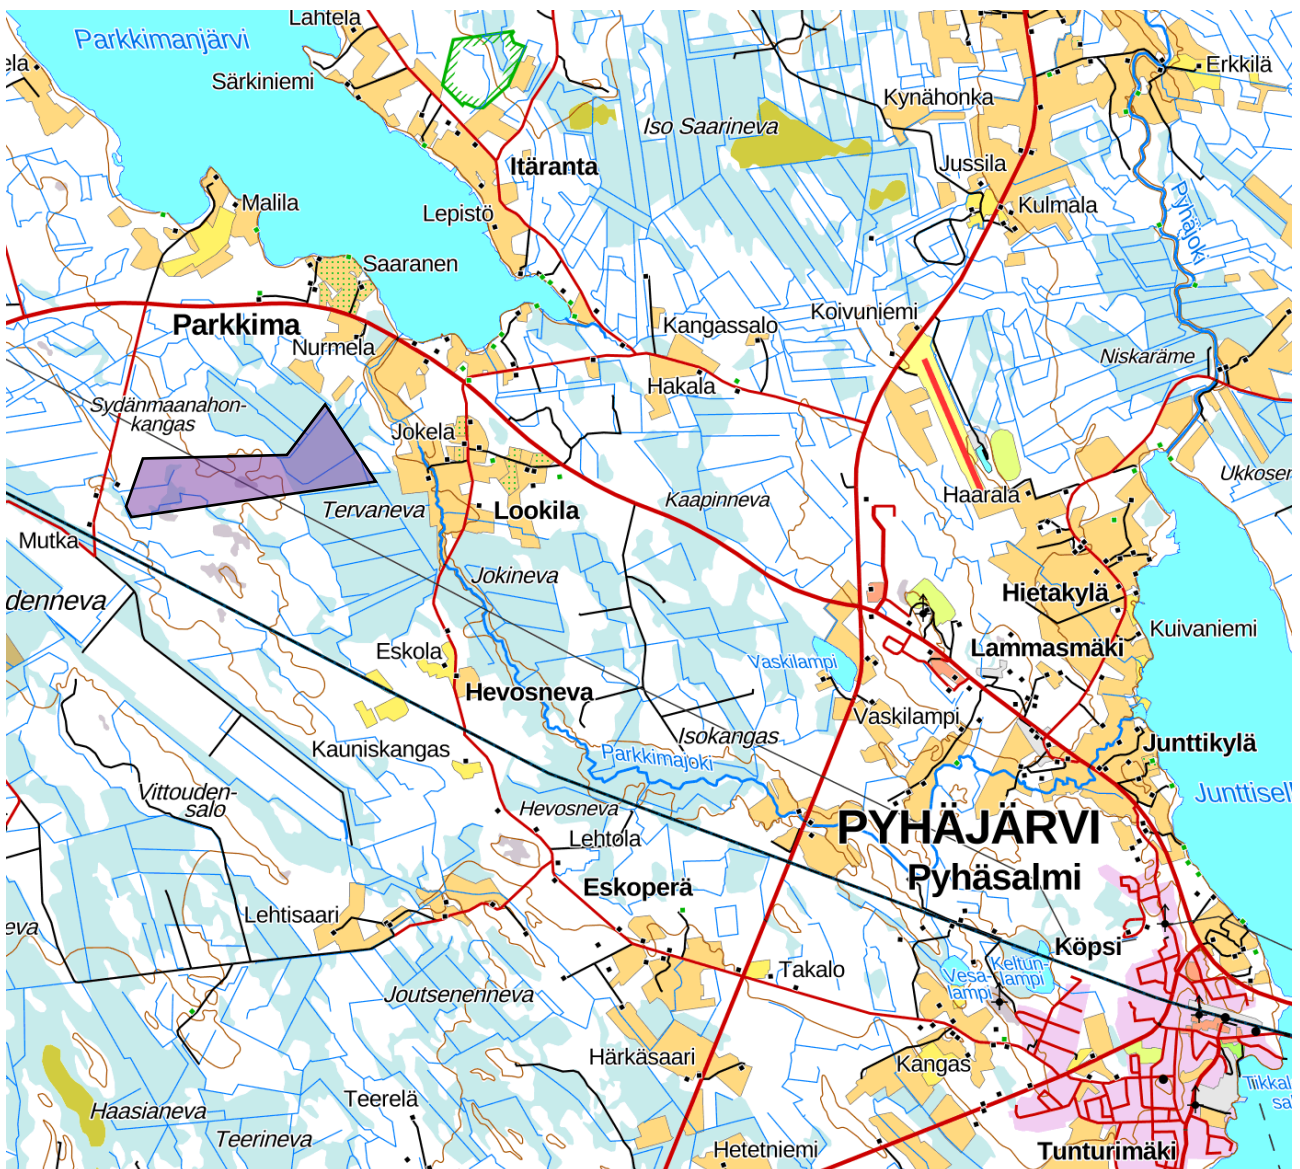 Lahtela
Parkkimanjärvi
elä
Särkiniemi
Erkkilä
Kynähonka
Iso Saarineva
Itäranta
Jussila
Malila
Lepistö
Kulmala
Pyhäjoki
Saaranen
Parkkima
Koivuniemi
Kangassalo
Nurmela
Niskaräme
Hakala
Sydänmaanahon-
kangas
Jokela
Ukkosen
Haarala
Kaapinneva
Tervaneva
Lookila
Mutka
Jokineva
Hietakylä
denneva
Kuivaniemi
Eskola
Lammasmäki
Vaskilampi
Hevosneva
Vaskilampi
Isokangas
Junttikylä
Kauniskangas
Parkkimajoki
Vittouden-
salo
Junttisel
Hevosneva
PYHÄJÄRVI
Lehtola
Pyhäsalmi
Eskoperä
Lehtisaari
eva
Köpsi
Keltun-
lampi
Vesa-
lampi
Takalo
Joutsenenneva
Härkäsaari
Kangas
Tiikkal
sa
Teerelä
Haasianeva
Teerineva
Hetetniemi
Tunturimäki